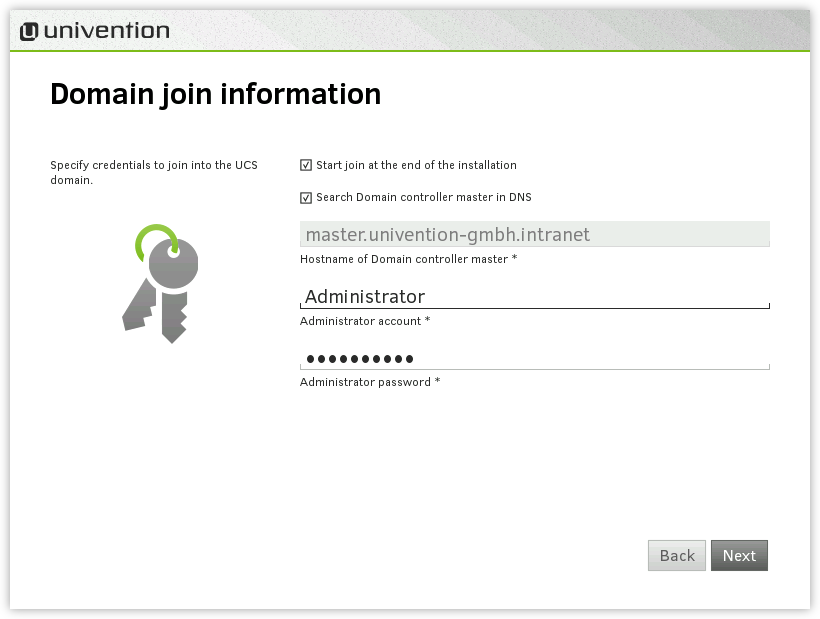 univention
Domain join information
Specify credentials to join into the UCS
domain.
Start join at the end of the installation
Search Domain controller master in DNS
master.univention-gmbh.intranet
Hostname of Domain controller master *
Administrator
Administrator account *
●●●●●●●●●●
Administrator password *
Back
Next